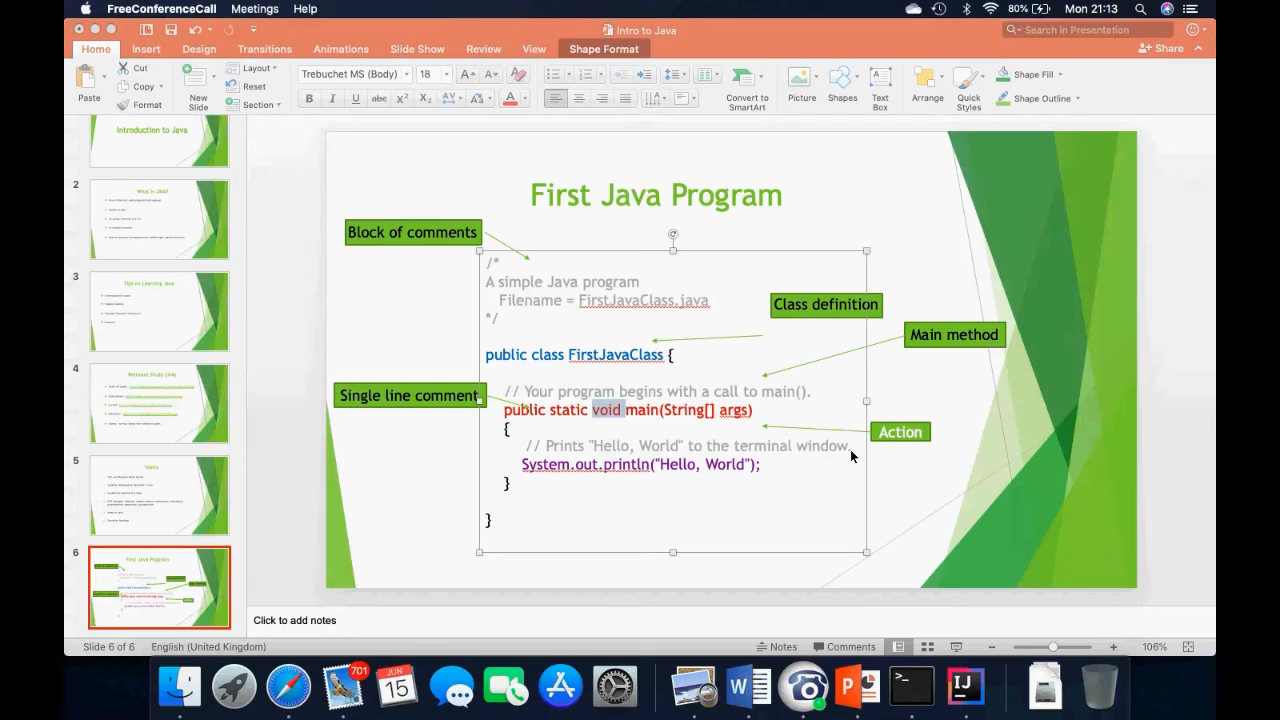 FreeConferenceCall Meetings Help 80% Mon 21:13
Intro to Java
Search in Presentation
Home Insert Design Transitions Animations Slide Show Review View Shape Format Share
Paste Cut Copy Format
New Slide Layout Reset Section
Trebuchet MS (Body) 18
B I U abc X² X₂ AV Aa A
Convert to SmartArt
Picture Shapes Text Box Arrange Quick Styles
Shape Fill
Shape Outline
Introduction to Java
2
What is JAVA?
3
Tips on Learning Java
4
Relevant Study Links
5
Topics
6
First Java Program
First Java Program
Block of comments
/*
A simple Java program
Filename = FirstJavaClass.java
*/
Class definition
Main method
public class FirstJavaClass {
Single line comment
// Your program begins with a call to main().
public static void main(String[] args)
{
Action
// Prints "Hello, World" to the terminal window.
System.out.println("Hello, World");
}
}
Click to add notes
Slide 6 of 6 English (United Kingdom) Notes Comments 106%
701
JUN
15
W
P
>_
IJ